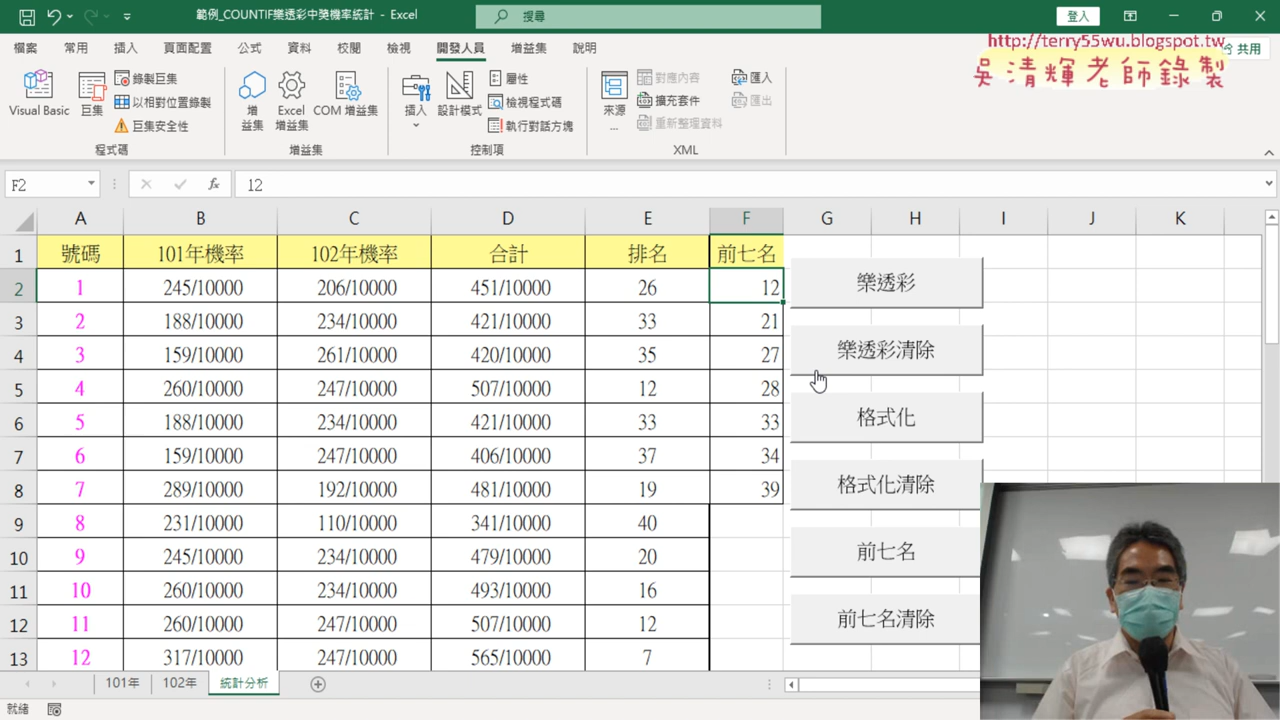 範例_COUNTIF樂透彩中獎機率統計 - Excel
搜尋
登入
檔案 常用 插入 頁面配置 公式 資料 校閱 檢視 開發人員 增益集 說明
共用
http://terry55wu.blogspot.tw
吳清輝老師錄製
Visual Basic
巨集
錄製巨集
以相對位置錄製
巨集安全性
程式碼
增益集
Excel 增益集
COM 增益集
增益集
插入
設計模式
屬性
檢視程式碼
執行對話方塊
控制項
來源...
對應內容
擴充套件
重新整理資料
匯入
匯出
XML
F2
fx
12
A B C D E F G H I J K
1 號碼 101年機率 102年機率 合計 排名 前七名
2 1 245/10000 206/10000 451/10000 26 12
3 2 188/10000 234/10000 421/10000 33 21
4 3 159/10000 261/10000 420/10000 35 27
5 4 260/10000 247/10000 507/10000 12 28
6 5 188/10000 234/10000 421/10000 33 33
7 6 159/10000 247/10000 406/10000 37 34
8 7 289/10000 192/10000 481/10000 19 39
9 8 231/10000 110/10000 341/10000 40
10 9 245/10000 234/10000 479/10000 20
11 10 260/10000 234/10000 493/10000 16
12 11 260/10000 247/10000 507/10000 12
13 12 317/10000 247/10000 565/10000 7
樂透彩
樂透彩清除
格式化
格式化清除
前七名
前七名清除
101年 102年 統計分析
就緒